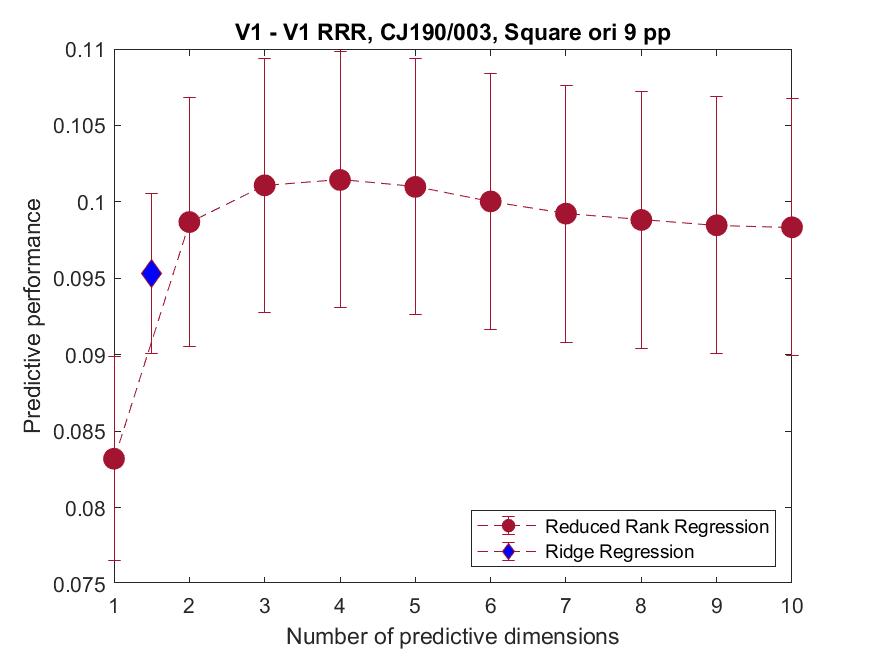 V1 - V1 RRR, CJ190/003, Square ori 9 pp
0.11
0.105
0.1
0.095
0.09
0.085
0.08
0.075
Predictive performance
1 2 3 4 5 6 7 8 9 10
Number of predictive dimensions
Reduced Rank Regression
Ridge Regression